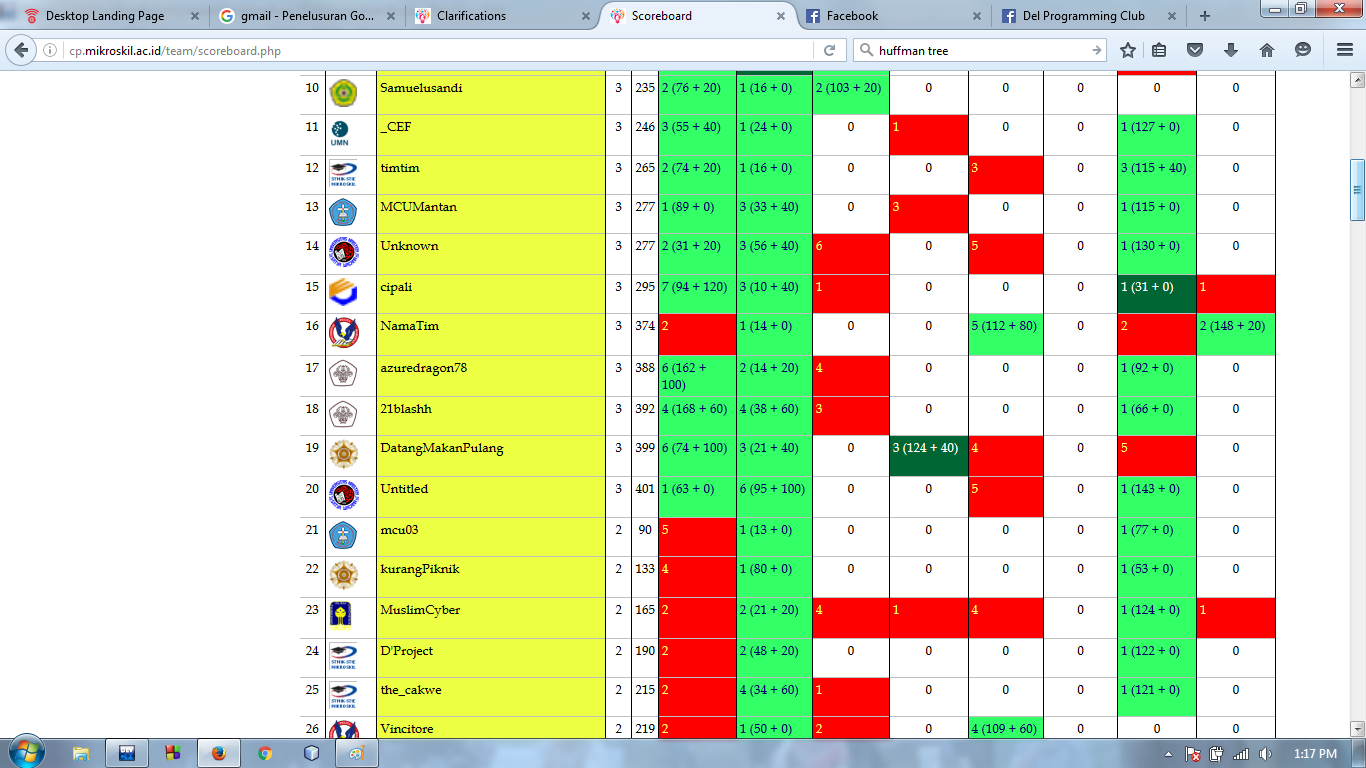 Desktop Landing Page
gmail - Penelusuran Go...
Clarifications
Scoreboard
Facebook
Del Programming Club
cp.mikroskil.ac.id/team/scoreboard.php
huffman tree
10 Samuelusandi 3 235 2 (76 + 20) 1 (16 + 0) 2 (103 + 20) 0 0 0 0 0
11 UMN _CEF 3 246 3 (55 + 40) 1 (24 + 0) 0 1 0 0 1 (127 + 0) 0
12 STMIK-STIE MIKROSKIL timtim 3 265 2 (74 + 20) 1 (16 + 0) 0 0 3 0 3 (115 + 40) 0
13 MCUMantan 3 277 1 (89 + 0) 3 (33 + 40) 0 3 0 0 1 (115 + 0) 0
14 Unknown 3 277 2 (31 + 20) 3 (56 + 40) 6 0 5 0 1 (130 + 0) 0
15 cipali 3 295 7 (94 + 120) 3 (10 + 40) 1 0 0 0 1 (31 + 0) 1
16 NamaTim 3 374 2 1 (14 + 0) 0 0 5 (112 + 80) 0 2 2 (148 + 20)
17 azuredragon78 3 388 6 (162 + 100) 2 (14 + 20) 4 0 0 0 1 (92 + 0) 0
18 21blashh 3 392 4 (168 + 60) 4 (38 + 60) 3 0 0 0 1 (66 + 0) 0
19 DatangMakanPulang 3 399 6 (74 + 100) 3 (21 + 40) 0 3 (124 + 40) 4 0 5 0
20 Untitled 3 401 1 (63 + 0) 6 (95 + 100) 0 0 5 0 1 (143 + 0) 0
21 mcu03 2 90 5 1 (13 + 0) 0 0 0 0 1 (77 + 0) 0
22 kurangPiknik 2 133 4 1 (80 + 0) 0 0 0 0 1 (53 + 0) 0
23 MuslimCyber 2 165 2 2 (21 + 20) 4 1 4 0 1 (124 + 0) 1
24 STMIK-STIE MIKROSKIL D'Project 2 190 2 2 (48 + 20) 0 0 0 0 1 (122 + 0) 0
25 STMIK-STIE MIKROSKIL the_cakwe 2 215 2 4 (34 + 60) 1 0 0 0 1 (121 + 0) 0
26 Vincitore 2 219 2 1 (50 + 0) 2 0 4 (109 + 60) 0 0 0
1:17 PM